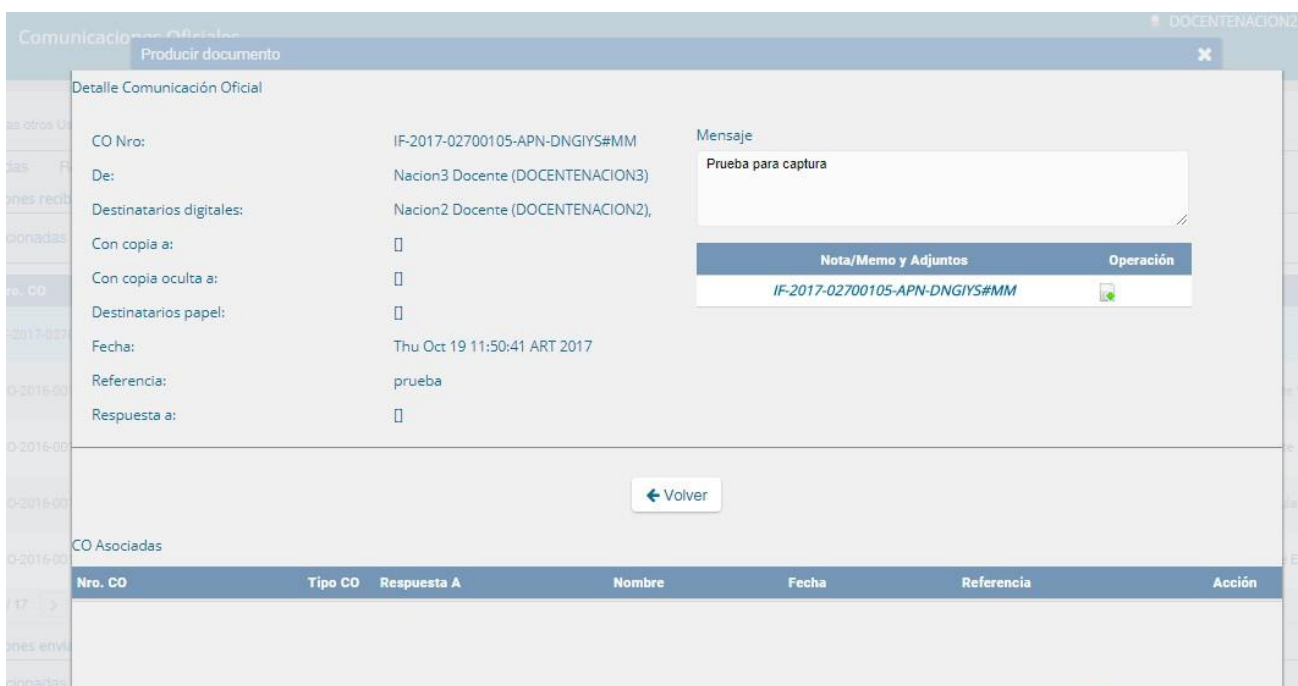 Comunicaciones Oficiales
DOCENTENACION2
Producir documento
Detalle Comunicación Oficial
CO Nro: IF-2017-02700105-APN-DNGIYS#MM
De: Nacion3 Docente (DOCENTENACION3)
Destinatarios digitales: Nacion2 Docente (DOCENTENACION2),
Con copia a: []
Con copia oculta a: []
Destinatarios papel: []
Fecha: Thu Oct 19 11:50:41 ART 2017
Referencia: prueba
Respuesta a: []
Mensaje
Prueba para captura
Nota/Memo y Adjuntos Operación
IF-2017-02700105-APN-DNGIYS#MM
Volver
CO Asociadas
Nro. CO Tipo CO Respuesta A Nombre Fecha Referencia Acción